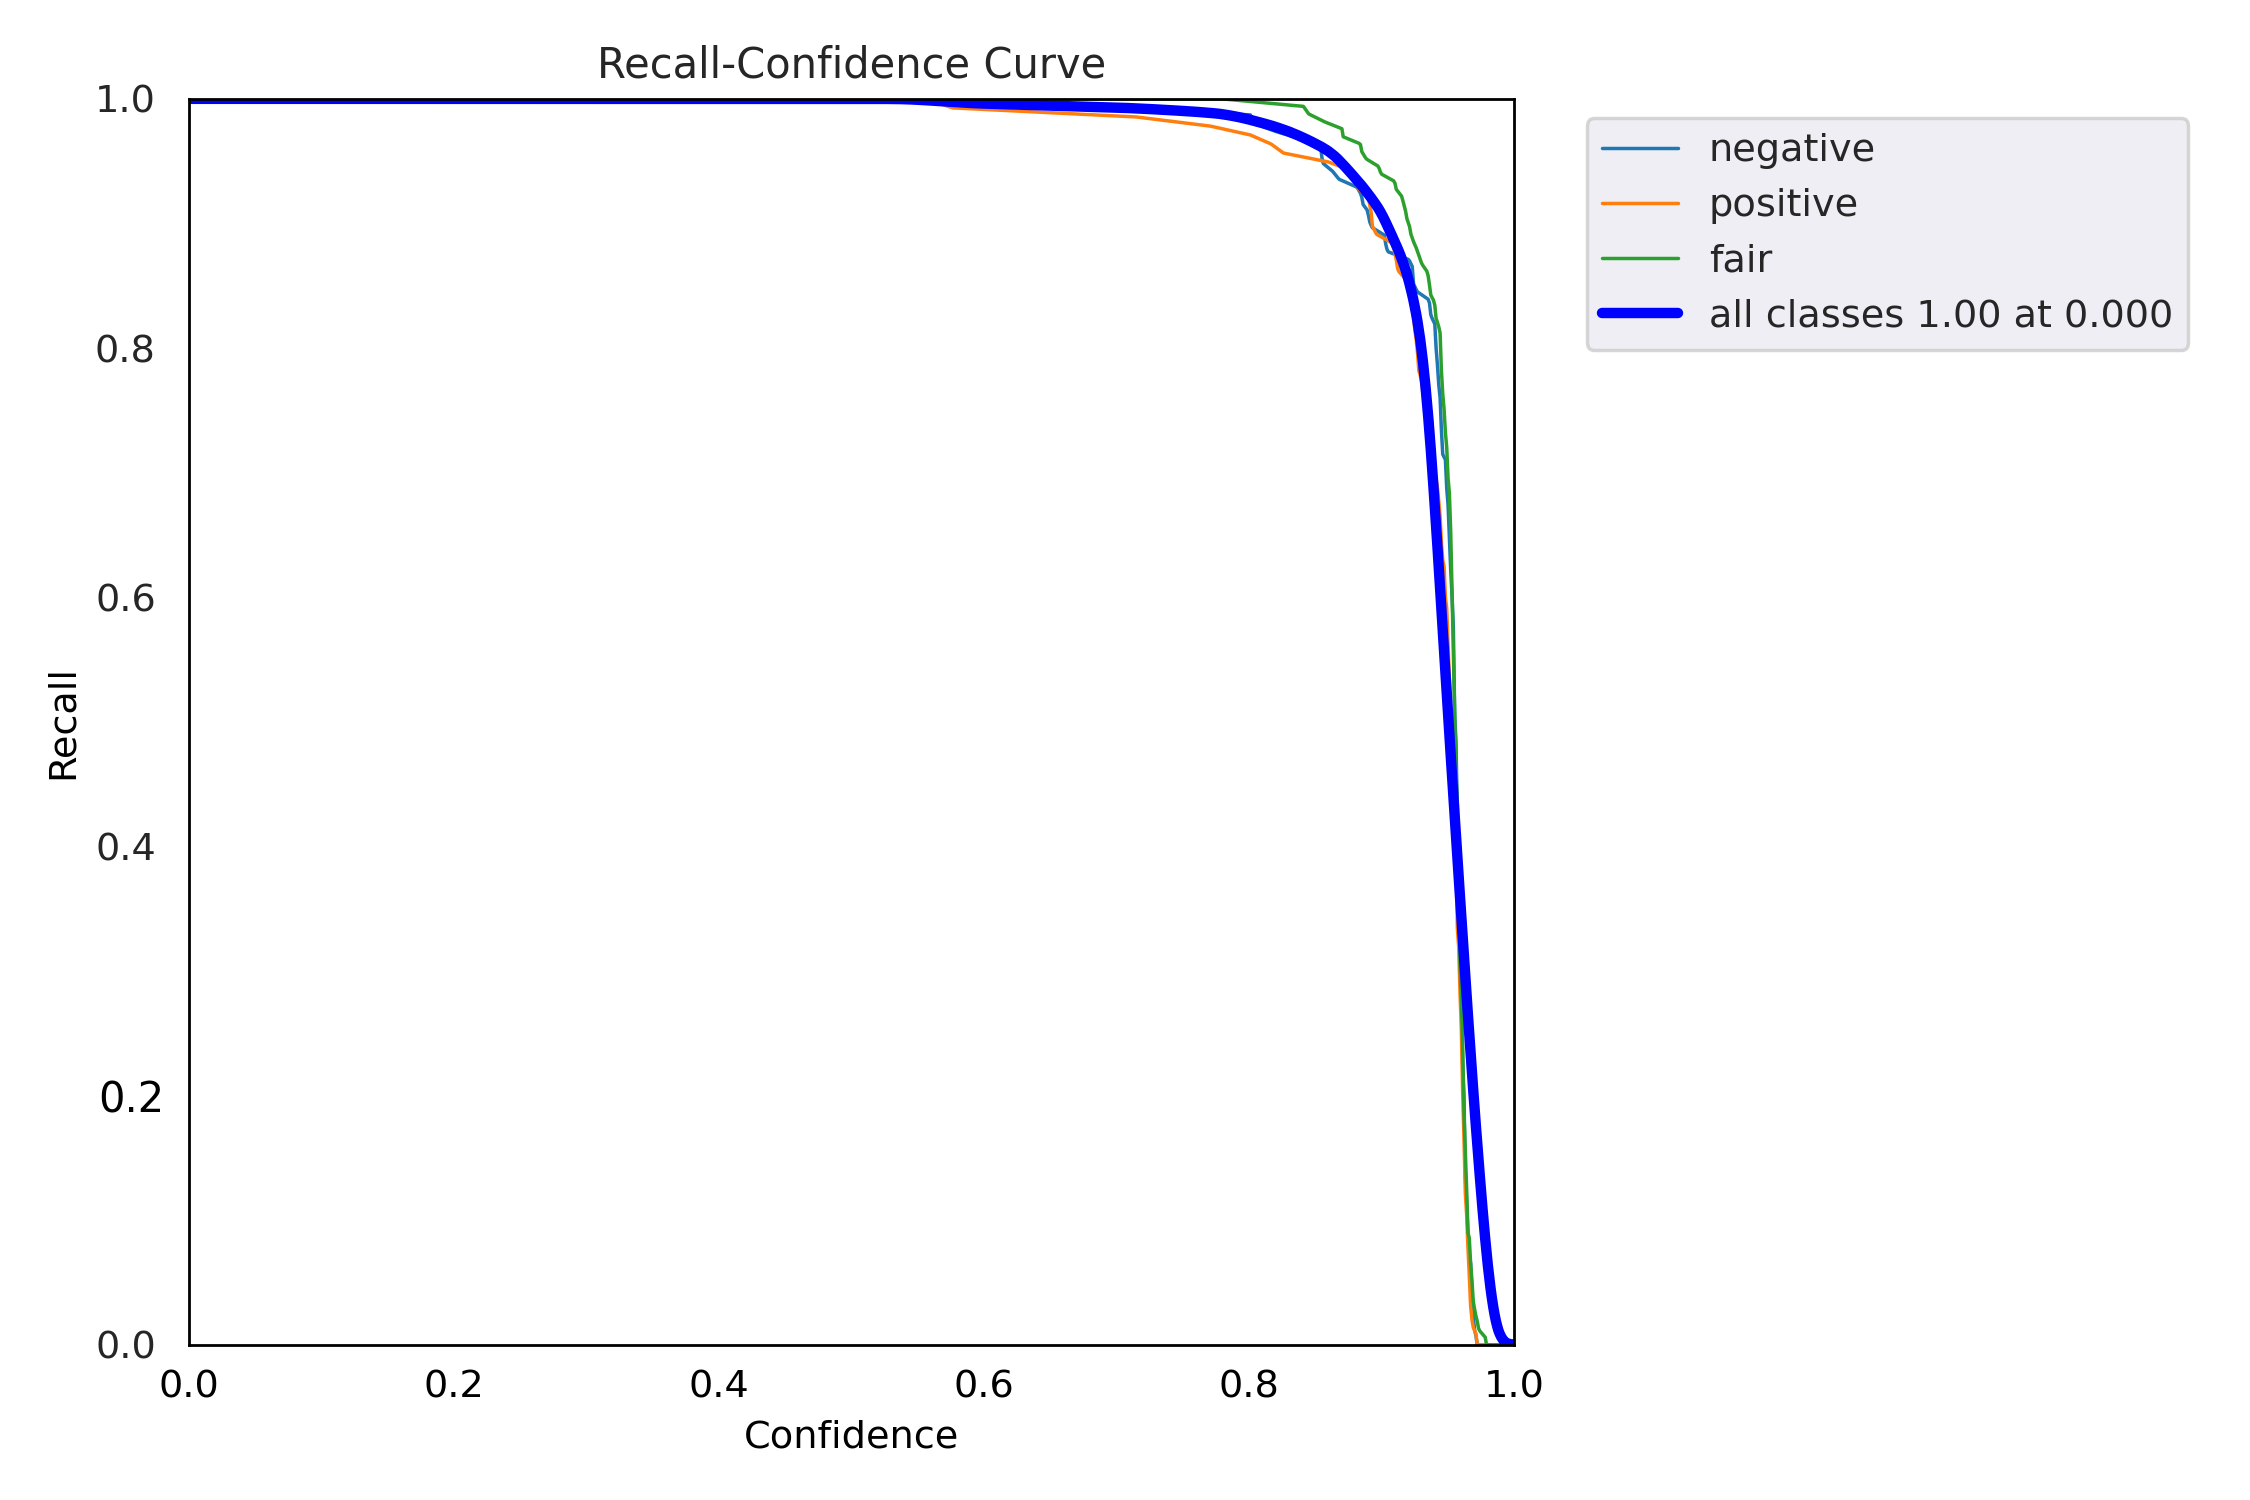 Recall-Confidence Curve
1.0
0.8
0.6
0.4
0.2
0.0
Recall
0.0 0.2 0.4 0.6 0.8 1.0
Confidence
negative
positive
fair
all classes 1.00 at 0.000